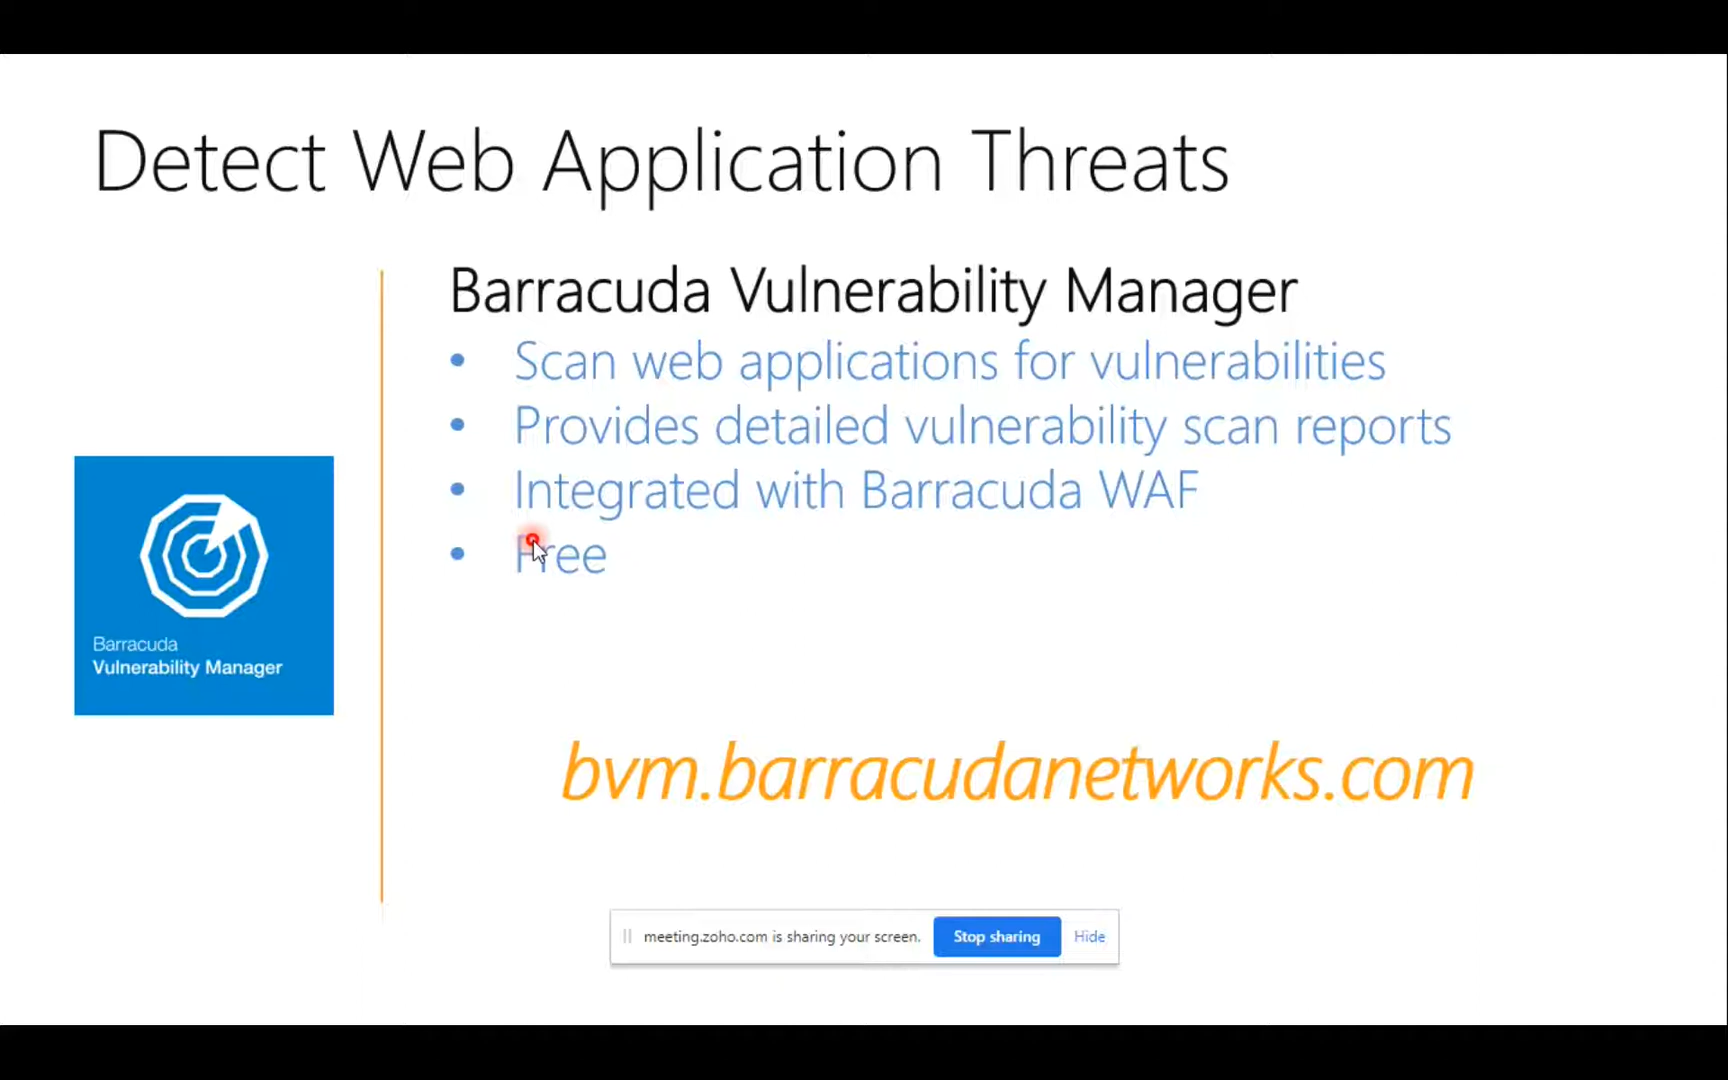 Detect Web Application Threats
Barracuda Vulnerability Manager
• Scan web applications for vulnerabilities
• Provides detailed vulnerability scan reports
• Integrated with Barracuda WAF
• Free
Barracuda
Vulnerability Manager
bvm.barracudanetworks.com
meeting.zoho.com is sharing your screen. Stop sharing Hide